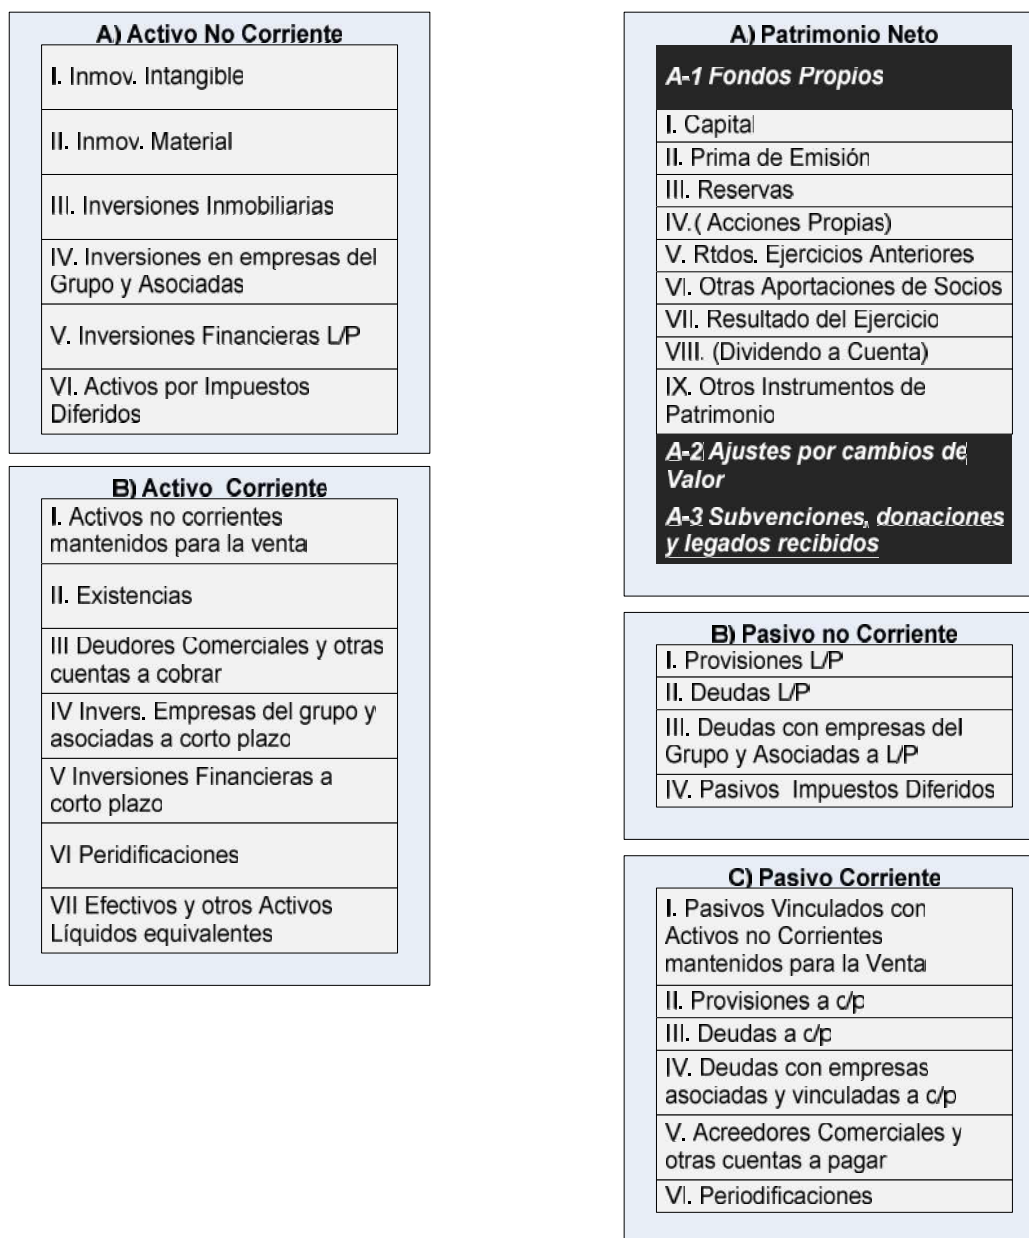 A) Activo No Corriente
I. Inmov. Intangible
II. Inmov. Material
III. Inversiones Inmobiliarias
IV. Inversiones en empresas del
Grupo y Asociadas
V. Inversiones Financieras L/P
VI. Activos por Impuestos
Diferidos
B) Activo Corriente
I. Activos no corrientes
mantenidos para la venta
II. Existencias
III Deudores Comerciales y otras
cuentas a cobrar
IV Invers. Empresas del grupo y
asociadas a corto plazo
V Inversiones Financieras a
corto plazo
VI Peridificaciones
VII Efectivos y otros Activos
Líquidos equivalentes
A) Patrimonio Neto
A-1 Fondos Propios
I. Capital
II. Prima de Emisión
III. Reservas
IV.( Acciones Propias)
V. Rtdos. Ejercicios Anteriores
VI. Otras Aportaciones de Socios
VII. Resultado del Ejercicio
VIII. (Dividendo a Cuenta)
IX. Otros Instrumentos de
Patrimonio
A-2 Ajustes por cambios de
Valor
A-3 Subvenciones, donaciones
y legados recibidos
B) Pasivo no Corriente
I. Provisiones L/P
II. Deudas L/P
III. Deudas con empresas del
Grupo y Asociadas a L/P
IV. Pasivos Impuestos Diferidos
C) Pasivo Corriente
I. Pasivos Vinculados con
Activos no Corrientes
mantenidos para la Venta
II. Provisiones a c/p
III. Deudas a c/p
IV. Deudas con empresas
asociadas y vinculadas a c/p
V. Acreedores Comerciales y
otras cuentas a pagar
VI. Periodificaciones